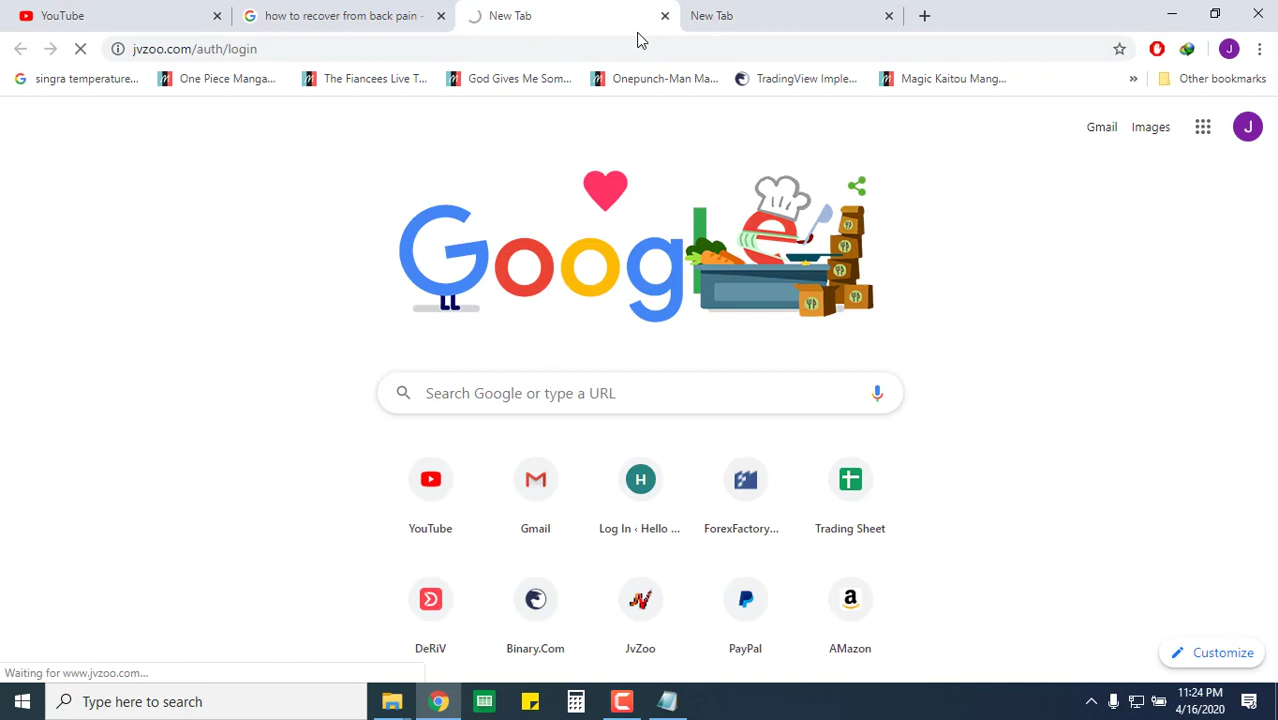 YouTube
how to recover from back pain -
New Tab
New Tab
jvzoo.com/auth/login
singra temperature...
One Piece Manga...
The Fiancees Live T...
God Gives Me Som...
Onepunch-Man Ma...
TradingView Imple...
Magic Kaitou Mang...
Other bookmarks
Gmail
Images
J
Google
Search Google or type a URL
YouTube
Gmail
Log In ‹ Hello ...
ForexFactory...
Trading Sheet
DeRiV
Binary.Com
JvZoo
PayPal
AMazon
Customize
Waiting for www.jvzoo.com...
Type here to search
11:24 PM
4/16/2020